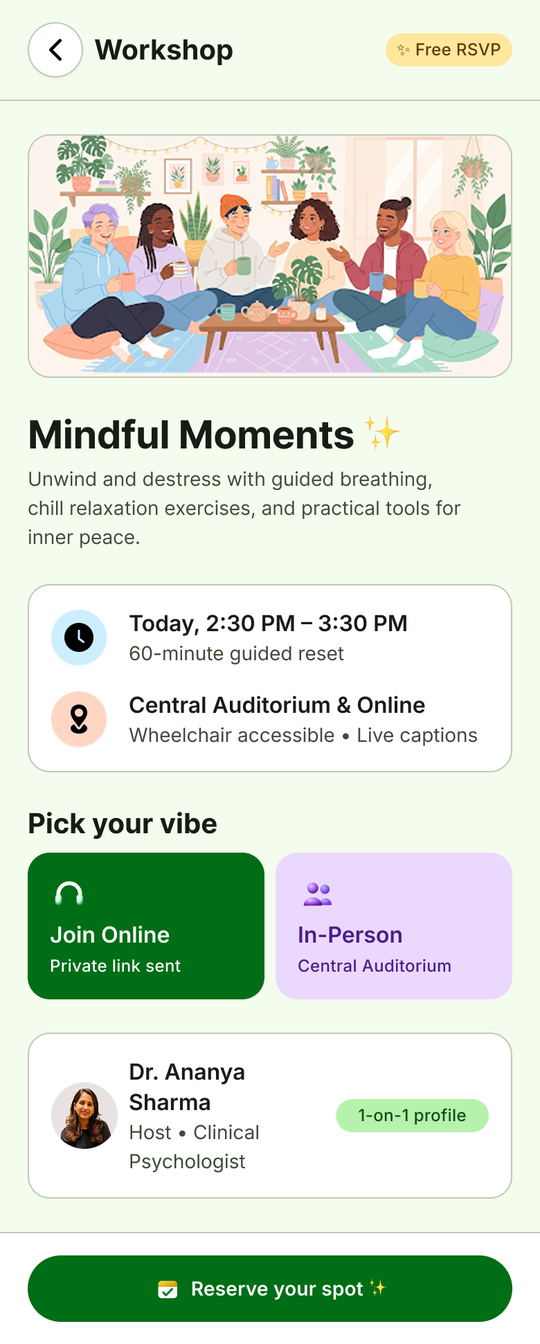 Workshop
✨ Free RSVP
Mindful Moments ✨
Unwind and destress with guided breathing,
chill relaxation exercises, and practical tools for
inner peace.
Today, 2:30 PM – 3:30 PM
60-minute guided reset
Central Auditorium & Online
Wheelchair accessible • Live captions
Pick your vibe
Join Online
Private link sent
In-Person
Central Auditorium
Dr. Ananya
Sharma
Host • Clinical
Psychologist
1-on-1 profile
Reserve your spot ✨